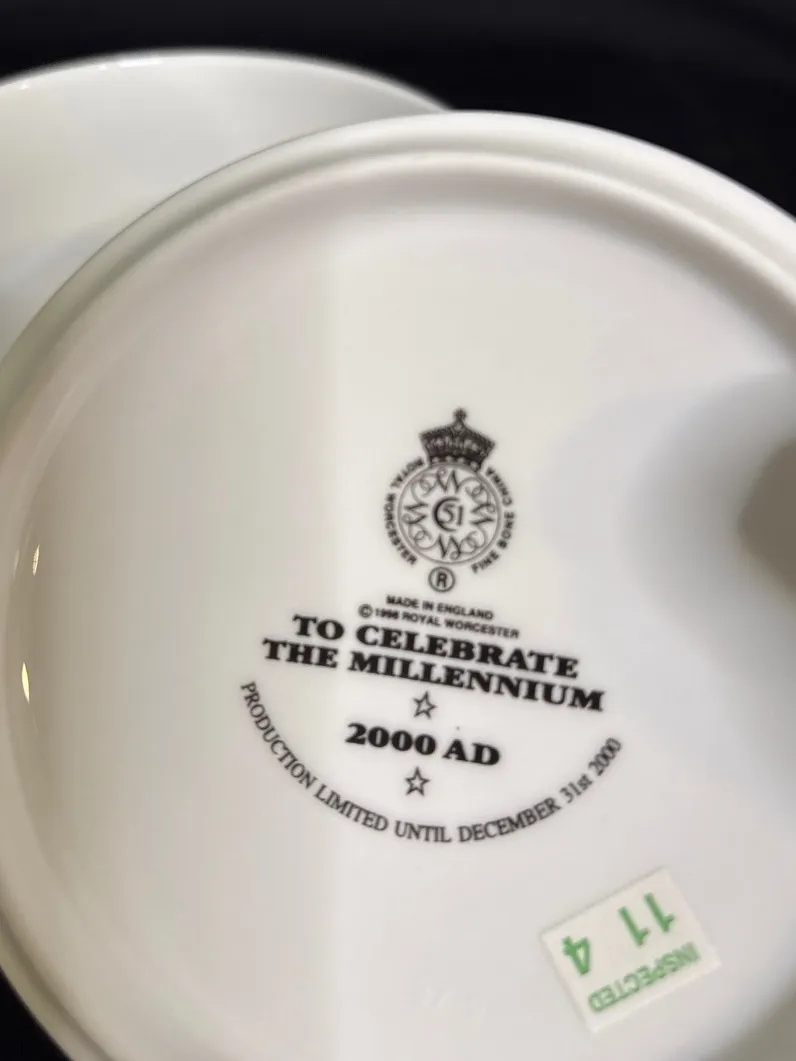 ROYAL WORCESTER
FINE BONE CHINA
51
®
MADE IN ENGLAND
© 1998 ROYAL WORCESTER
TO CELEBRATE
THE MILLENNIUM
☆
2000 AD
☆
PRODUCTION LIMITED UNTIL DECEMBER 31st 2000
INSPECTED
11 4